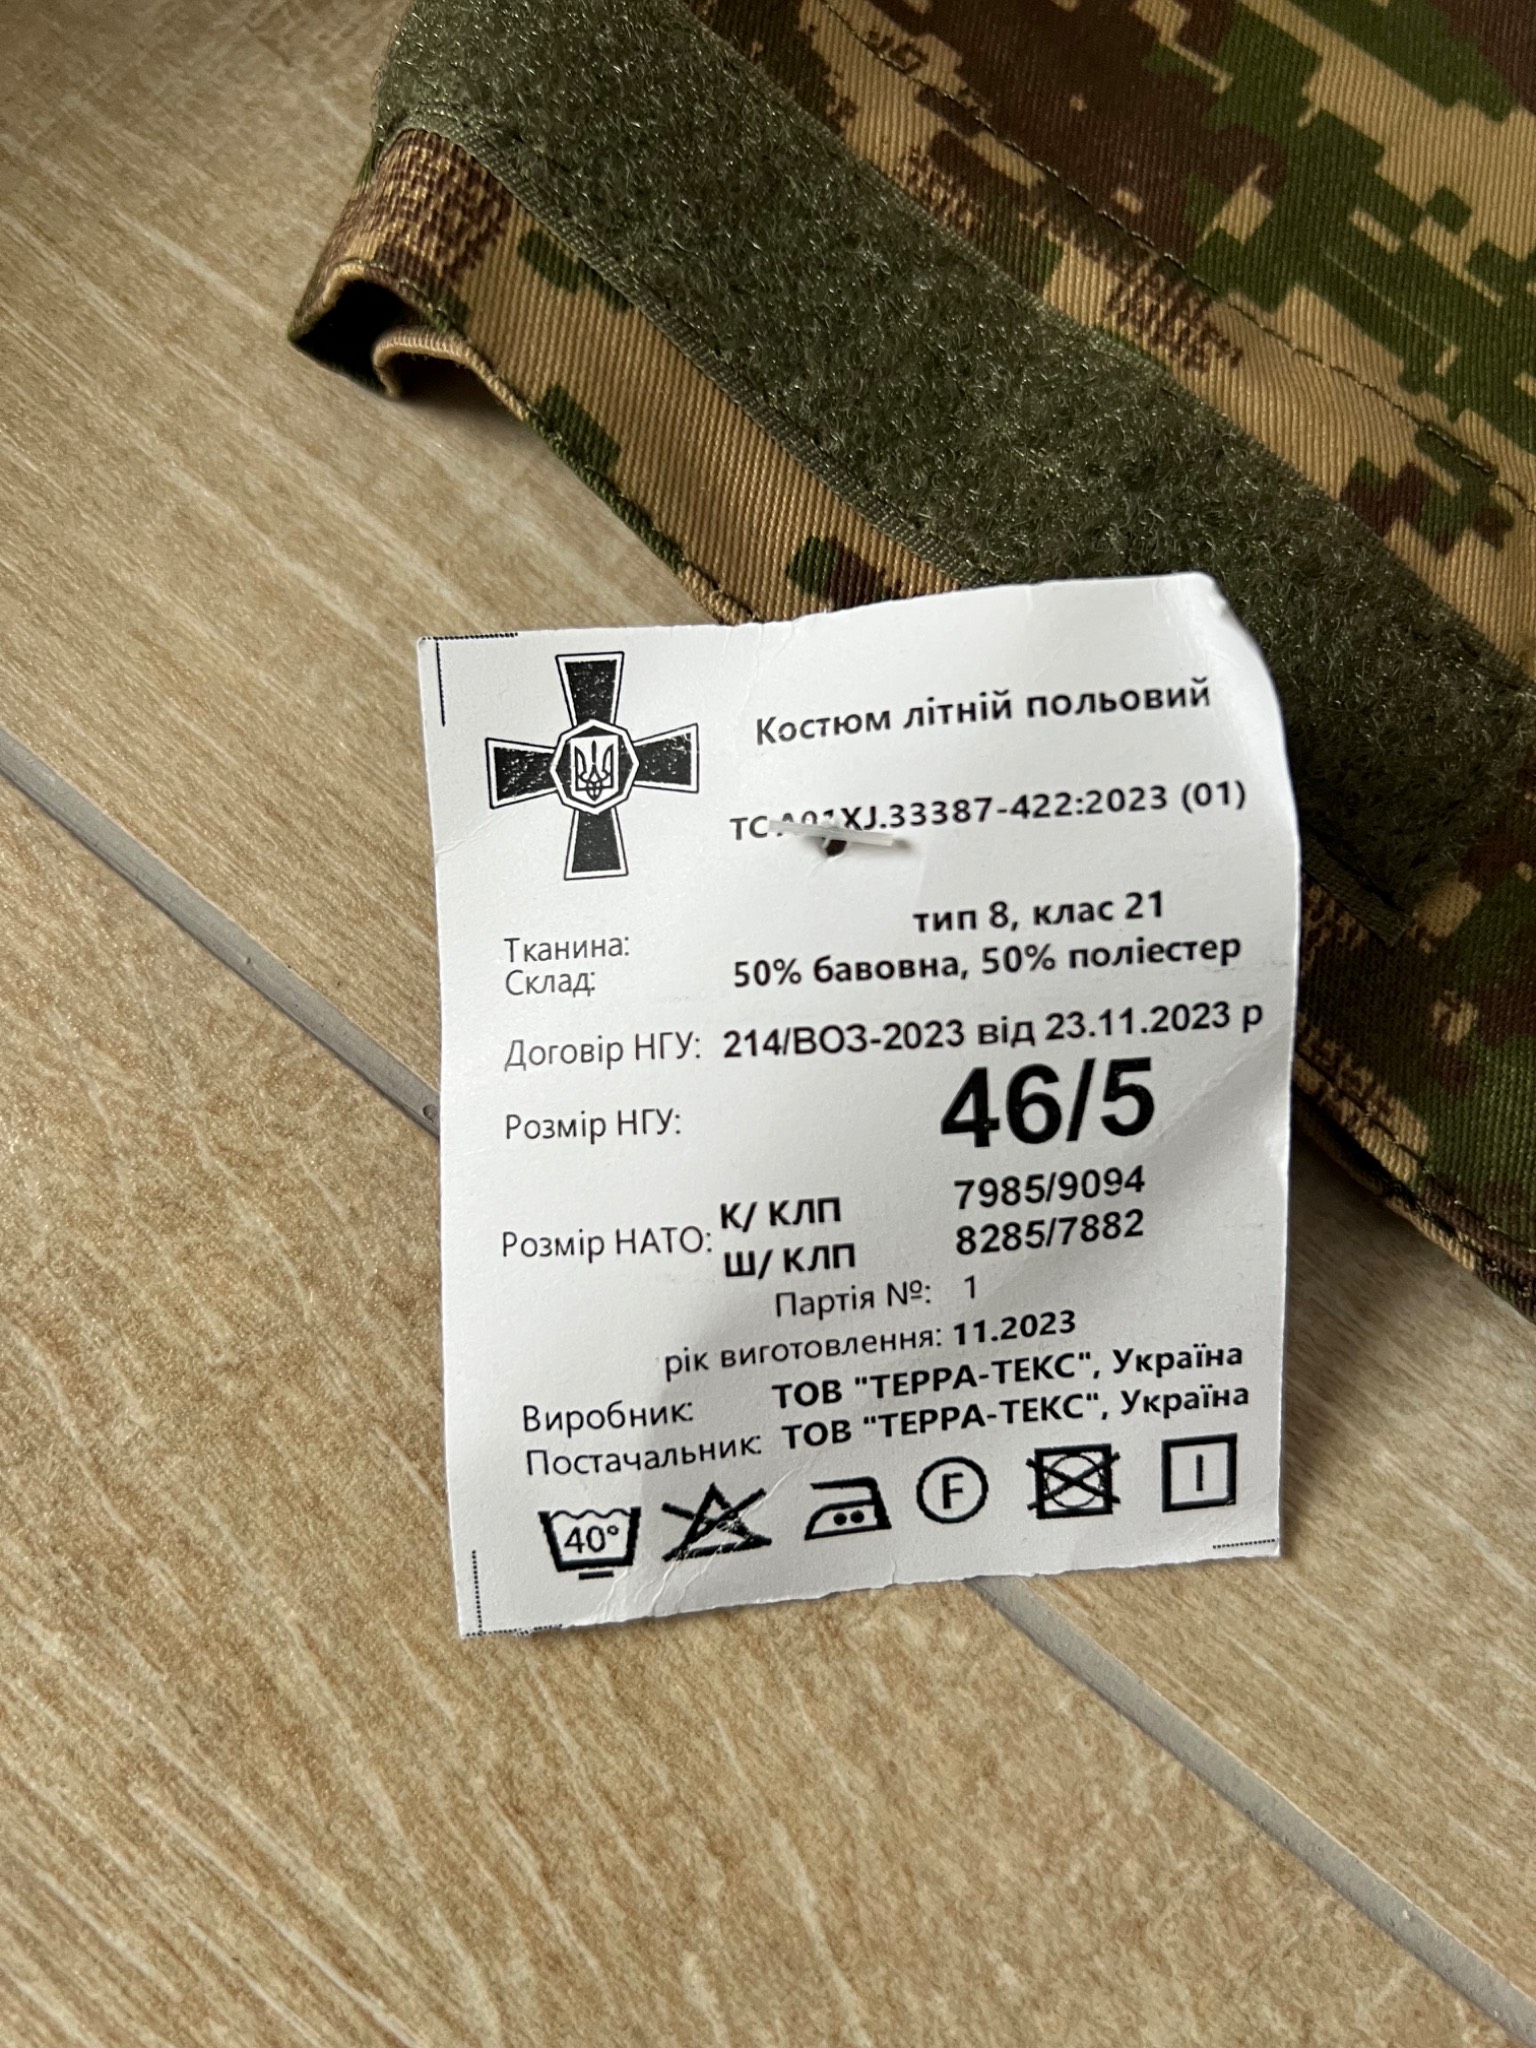 Костюм літній польовий
ТС А01XJ.33387-422:2023 (01)
Тканина: тип 8, клас 21
Склад: 50% бавовна, 50% поліестер
Договір НГУ: 214/ВОЗ-2023 від 23.11.2023 р
Розмір НГУ: 46/5
Розмір НАТО: К/ КЛП 7985/9094
Ш/ КЛП 8285/7882
Партія №: 1
рік виготовлення: 11.2023
Виробник: ТОВ "ТЕРРА-ТЕКС", Україна
Постачальник: ТОВ "ТЕРРА-ТЕКС", Україна
40° F